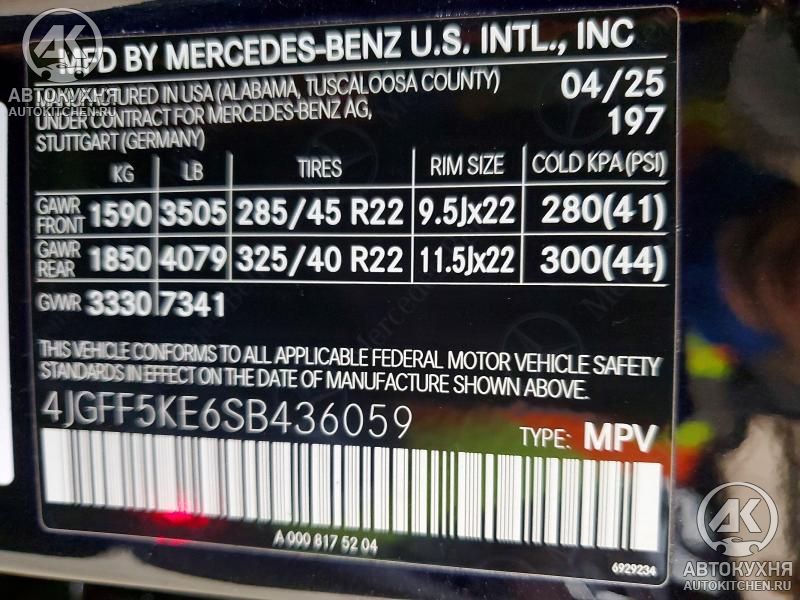 MFD BY MERCEDES-BENZ U.S. INTL., INC
MANUFACTURED IN USA (ALABAMA, TUSCALOOSA COUNTY) 04/25
UNDER CONTRACT FOR MERCEDES-BENZ AG, 197
STUTTGART (GERMANY)
KG LB TIRES RIM SIZE COLD KPA (PSI)
GAWR FRONT 1590 3505 285/45 R22 9.5Jx22 280(41)
GAWR REAR 1850 4079 325/40 R22 11.5Jx22 300(44)
GVWR 3330 7341
THIS VEHICLE CONFORMS TO ALL APPLICABLE FEDERAL MOTOR VEHICLE SAFETY
STANDARDS IN EFFECT ON THE DATE OF MANUFACTURE SHOWN ABOVE.
4JGFF5KE6SB436059 TYPE: MPV
A 000 817 52 04
6929234
АК
АВТОКУХНЯ
AUTOKITCHEN.RU
АК
АВТОКУХНЯ
AUTOKITCHEN.RU